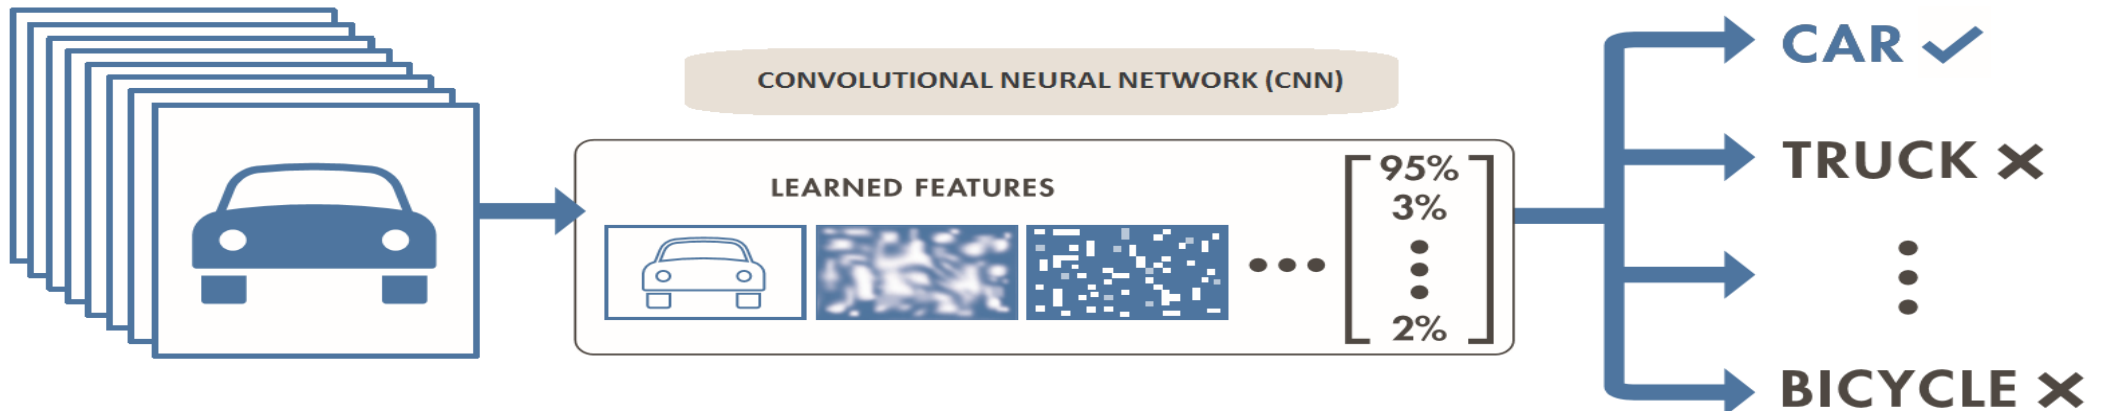 CONVOLUTIONAL NEURAL NETWORK (CNN)
LEARNED FEATURES
95%
3%
2%
CAR
TRUCK
BICYCLE